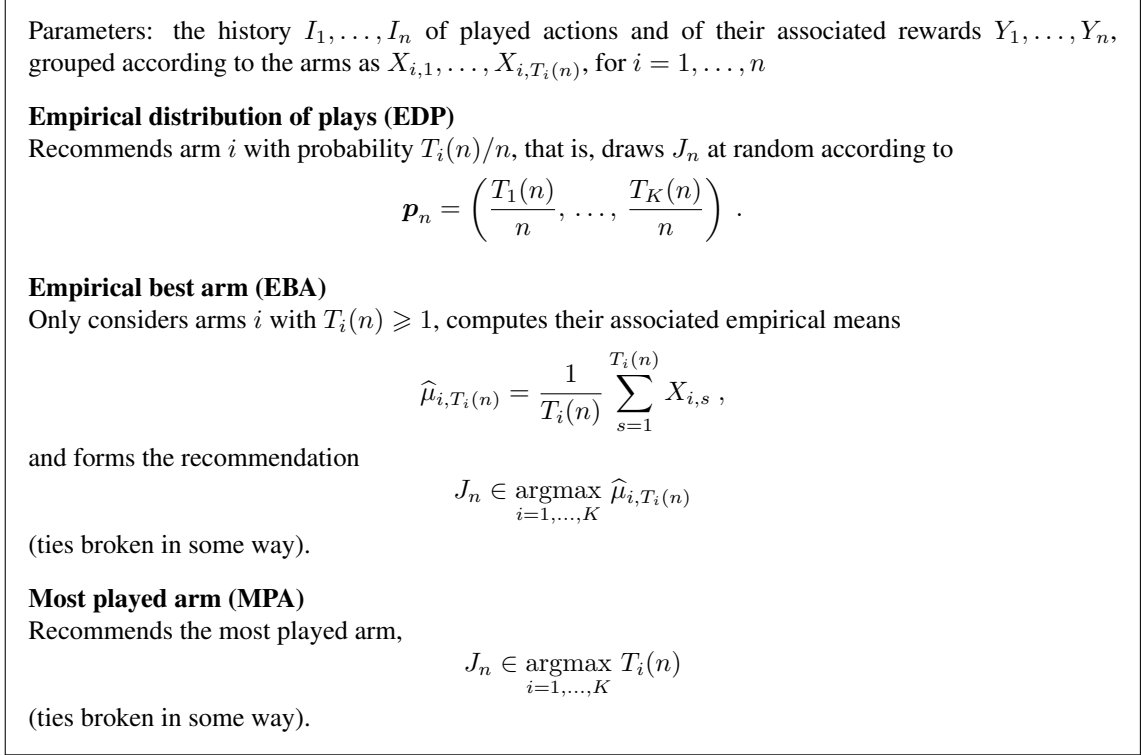 Parameters: the history $I_1, \ldots, I_n$ of played actions and of their associated rewards $Y_1, \ldots, Y_n$,
grouped according to the arms as $X_{i,1}, \ldots, X_{i,T_i(n)}$, for $i = 1, \ldots, n$
Empirical distribution of plays (EDP)
Recommends arm $i$ with probability $T_i(n)/n$, that is, draws $J_n$ at random according to
$\boldsymbol{p}_n = \left( \frac{T_1(n)}{n}, \, \ldots, \, \frac{T_K(n)}{n} \right) \, .$
Empirical best arm (EBA)
Only considers arms $i$ with $T_i(n) \geqslant 1$, computes their associated empirical means
$\widehat{\mu}_{i,T_i(n)} = \frac{1}{T_i(n)} \sum_{s=1}^{T_i(n)} X_{i,s} \, ,$
and forms the recommendation
$J_n \in \underset{i=1,\ldots,K}{\operatorname{argmax}} \, \widehat{\mu}_{i,T_i(n)}$
(ties broken in some way).
Most played arm (MPA)
Recommends the most played arm,
$J_n \in \underset{i=1,\ldots,K}{\operatorname{argmax}} \, T_i(n)$
(ties broken in some way).